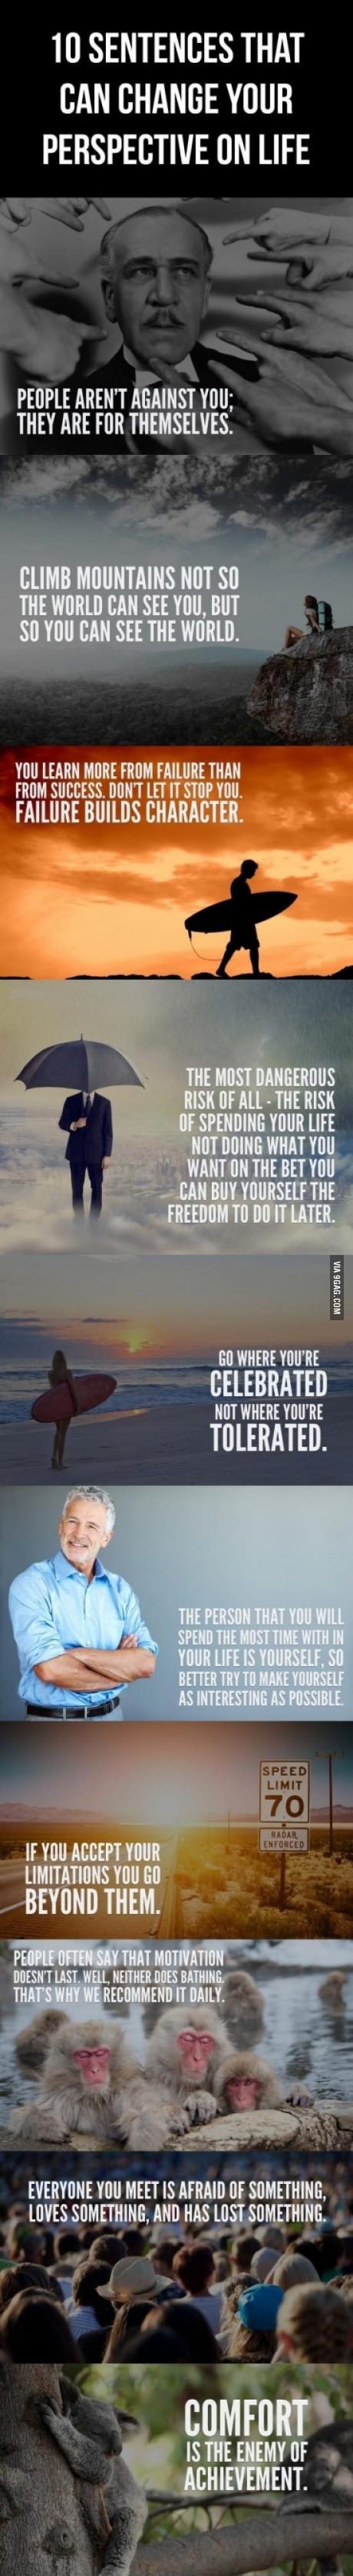 10 SENTENCES THAT
CAN CHANGE YOUR
PERSPECTIVE ON LIFE
PEOPLE AREN'T AGAINST YOU;
THEY ARE FOR THEMSELVES.
CLIMB MOUNTAINS NOT SO
THE WORLD CAN SEE YOU, BUT
SO YOU CAN SEE THE WORLD.
YOU LEARN MORE FROM FAILURE THAN
FROM SUCCESS. DON'T LET IT STOP YOU.
FAILURE BUILDS CHARACTER.
THE MOST DANGEROUS
RISK OF ALL - THE RISK
OF SPENDING YOUR LIFE
NOT DOING WHAT YOU
WANT ON THE BET YOU
CAN BUY YOURSELF THE
FREEDOM TO DO IT LATER.
VIA 9GAG.COM
GO WHERE YOU'RE
CELEBRATED
NOT WHERE YOU'RE
TOLERATED.
THE PERSON THAT YOU WILL
SPEND THE MOST TIME WITH IN
YOUR LIFE IS YOURSELF, SO
BETTER TRY TO MAKE YOURSELF
AS INTERESTING AS POSSIBLE.
SPEED
LIMIT
70
RADAR
ENFORCED
IF YOU ACCEPT YOUR
LIMITATIONS YOU GO
BEYOND THEM.
PEOPLE OFTEN SAY THAT MOTIVATION
DOESN'T LAST. WELL, NEITHER DOES BATHING.
THAT'S WHY WE RECOMMEND IT DAILY.
EVERYONE YOU MEET IS AFRAID OF SOMETHING,
LOVES SOMETHING, AND HAS LOST SOMETHING.
COMFORT
IS THE ENEMY OF
ACHIEVEMENT.